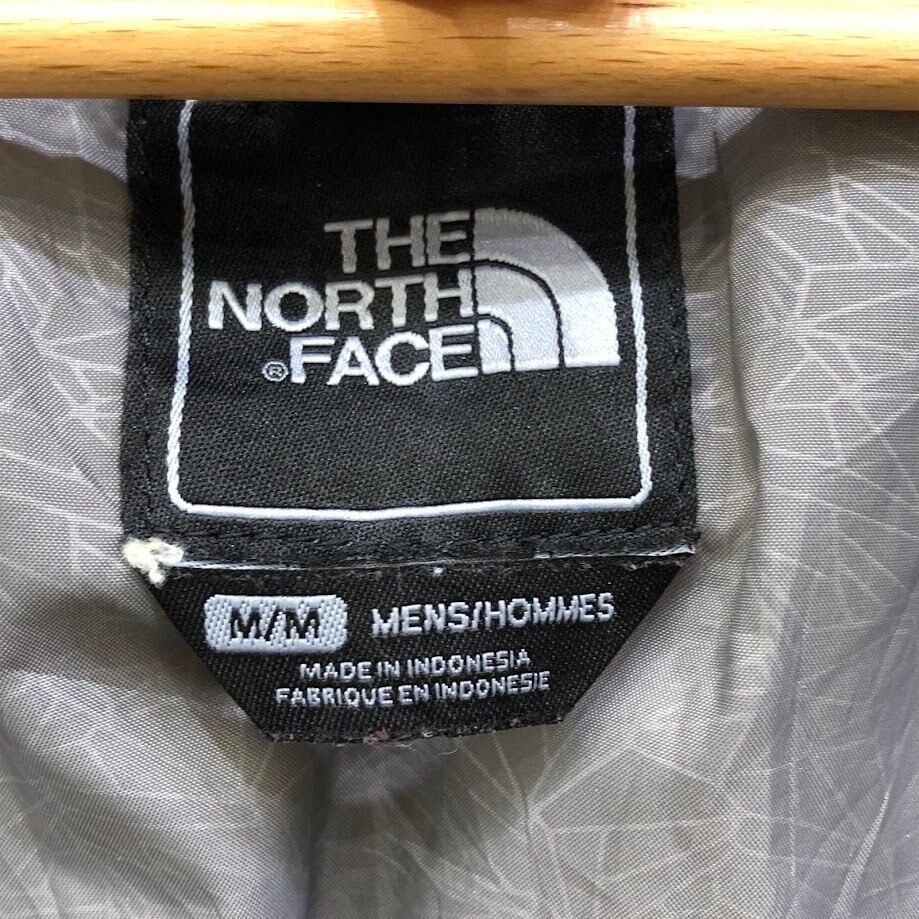 THE
NORTH
®FACE
M/M MENS/HOMMES
MADE IN INDONESIA
FABRIQUE EN INDONESIE